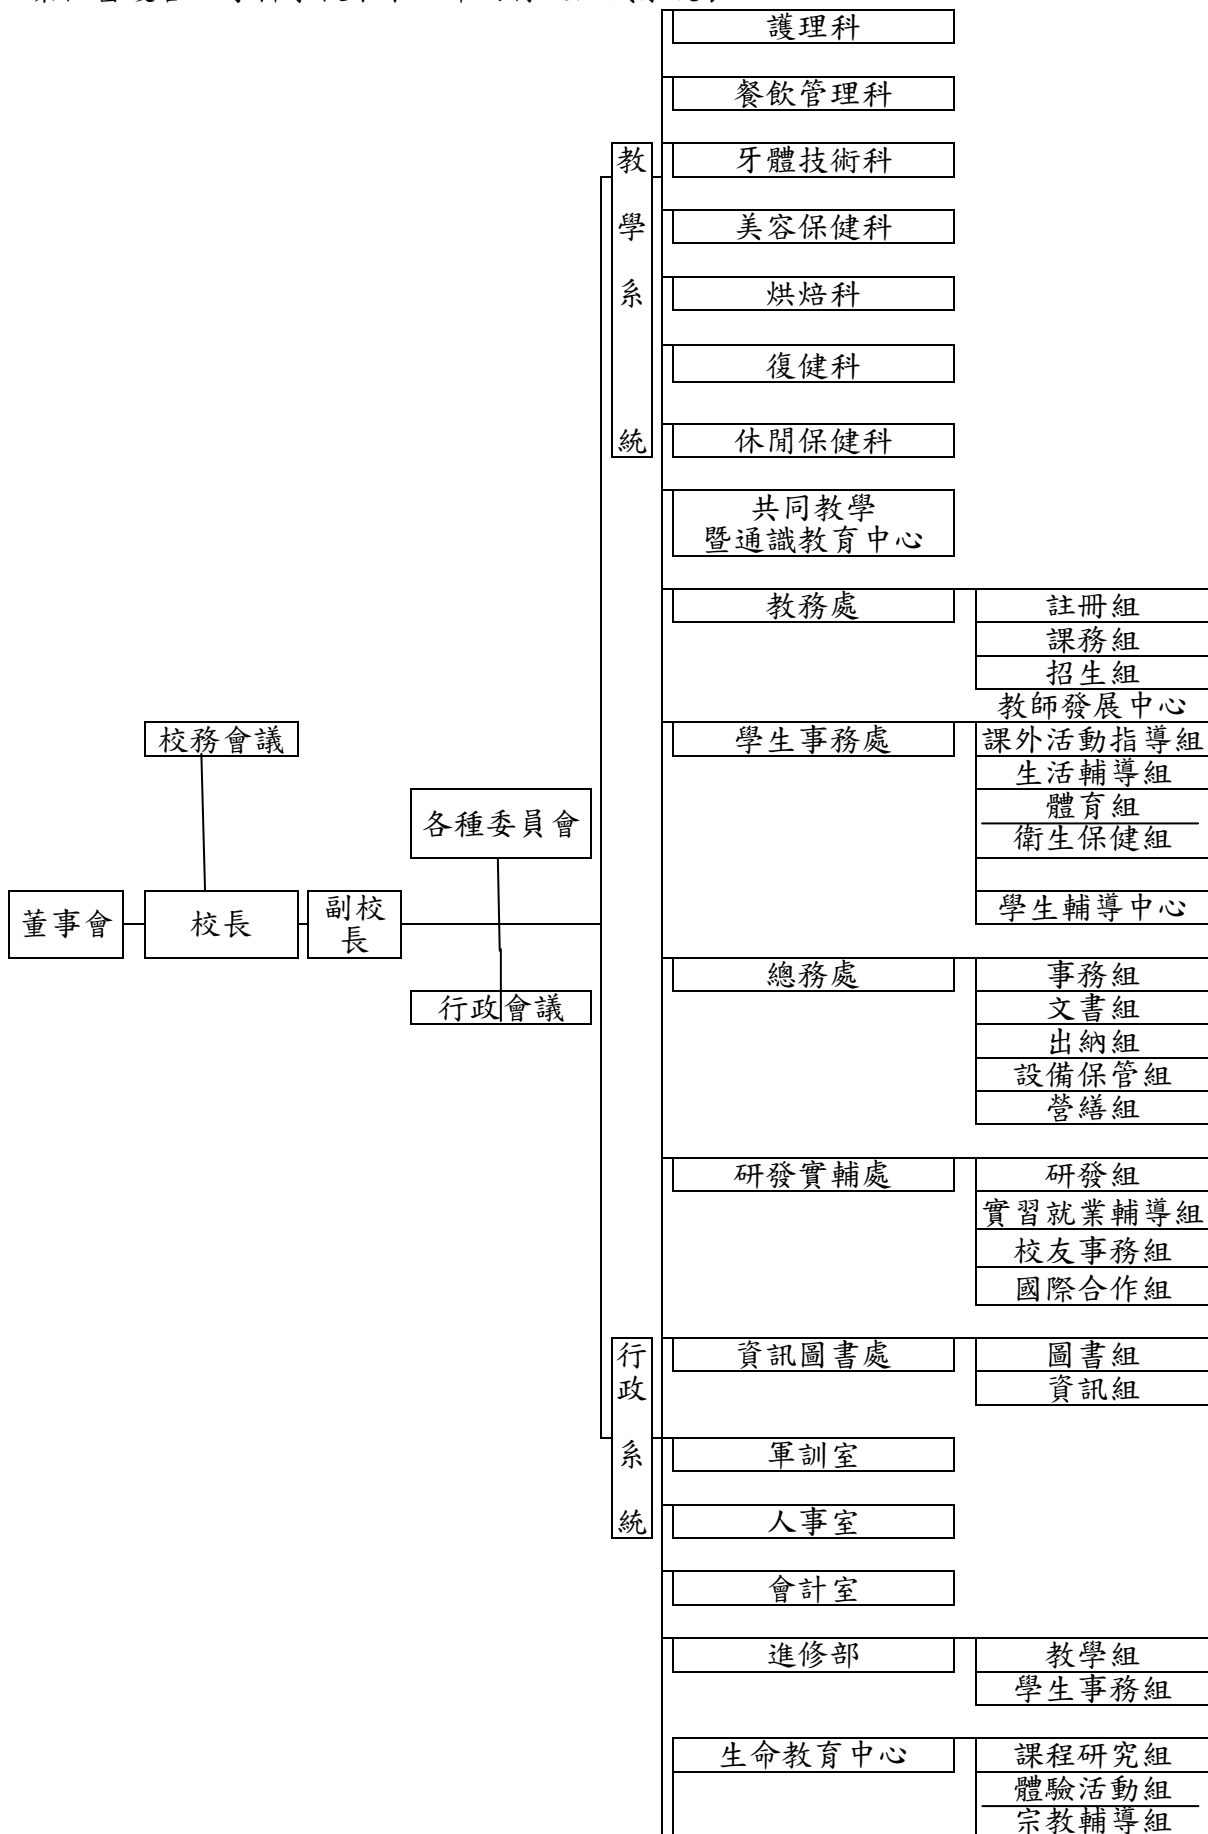 護理科
餐飲管理科
牙體技術科
美容保健科
烘焙科
復健科
休閒保健科
共同教學
暨通識教育中心
教
學
系
統
教務處
註冊組
課務組
招生組
教師發展中心
學生事務處
課外活動指導組
生活輔導組
體育組
衛生保健組
學生輔導中心
校務會議
各種委員會
董事會
校長
副校
長
行政會議
總務處
事務組
文書組
出納組
設備保管組
營繕組
研發實輔處
研發組
實習就業輔導組
校友事務組
國際合作組
行
政
系
統
資訊圖書處
圖書組
資訊組
軍訓室
人事室
會計室
進修部
教學組
學生事務組
生命教育中心
課程研究組
體驗活動組
宗教輔導組